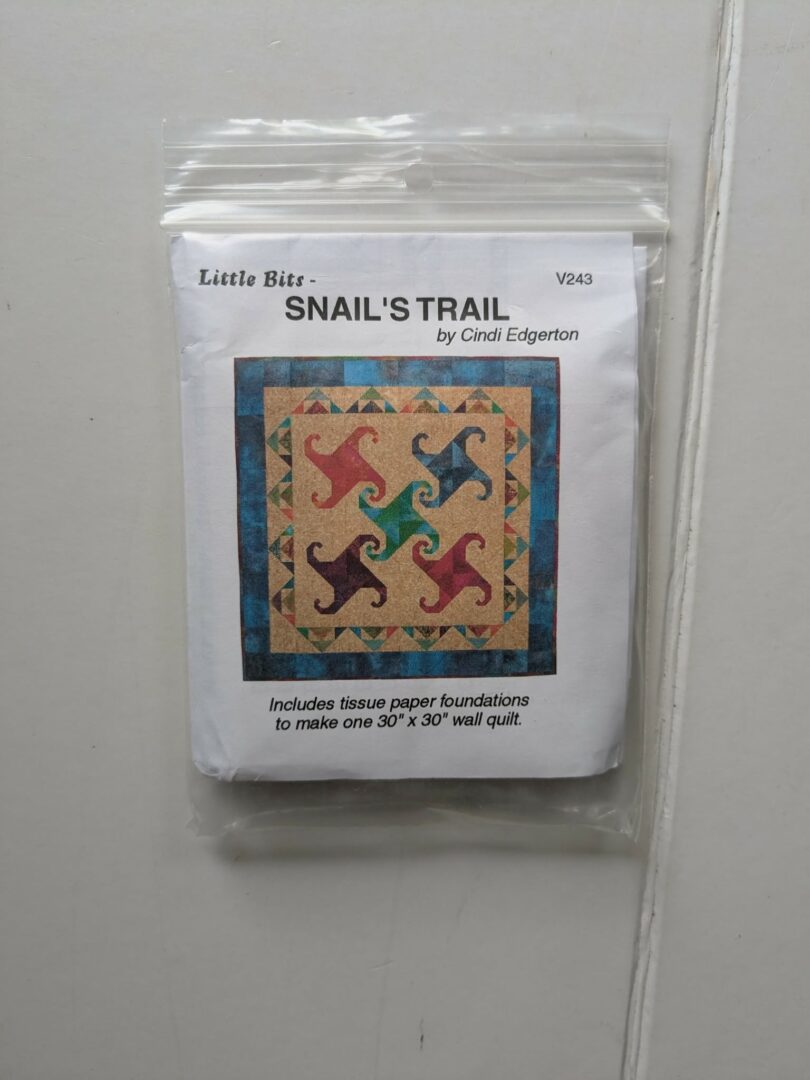 Little Bits - V243
SNAIL'S TRAIL
by Cindi Edgerton
Includes tissue paper foundations
to make one 30" x 30" wall quilt.